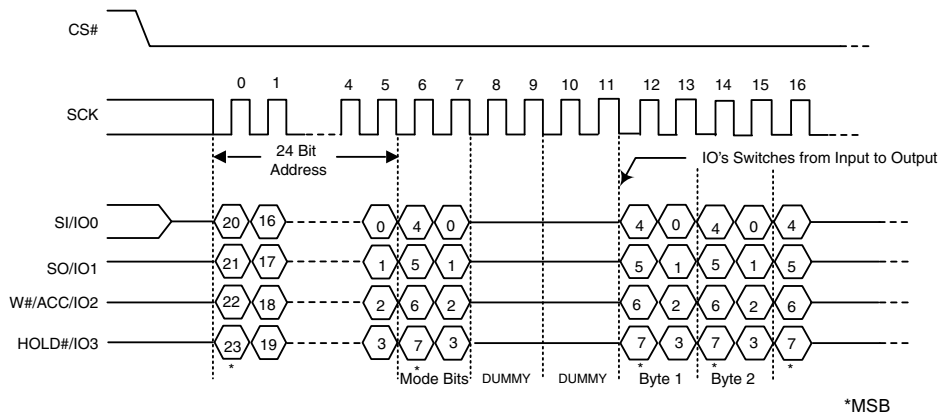 CS#
0 1 4 5 6 7 8 9 10 11 12 13 14 15 16
SCK
24 Bit
Address
IO's Switches from Input to Output
SI/IO0 20 16 0 4 0 4 0 4 0 4
SO/IO1 21 17 1 5 1 5 1 5 1 5
W#/ACC/IO2 22 18 2 6 2 6 2 6 2 6
HOLD#/IO3 23 19 3 7 3 7 3 7 3 7
* * * * *
Mode Bits DUMMY DUMMY Byte 1 Byte 2
*MSB